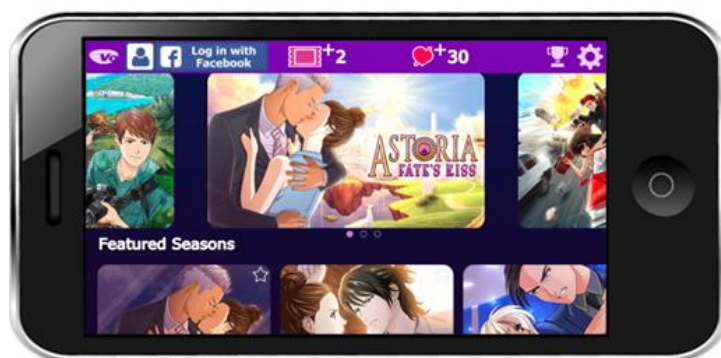 Log in with
Facebook
+2
+30
ASTORIA
FATE'S KISS
Featured Seasons